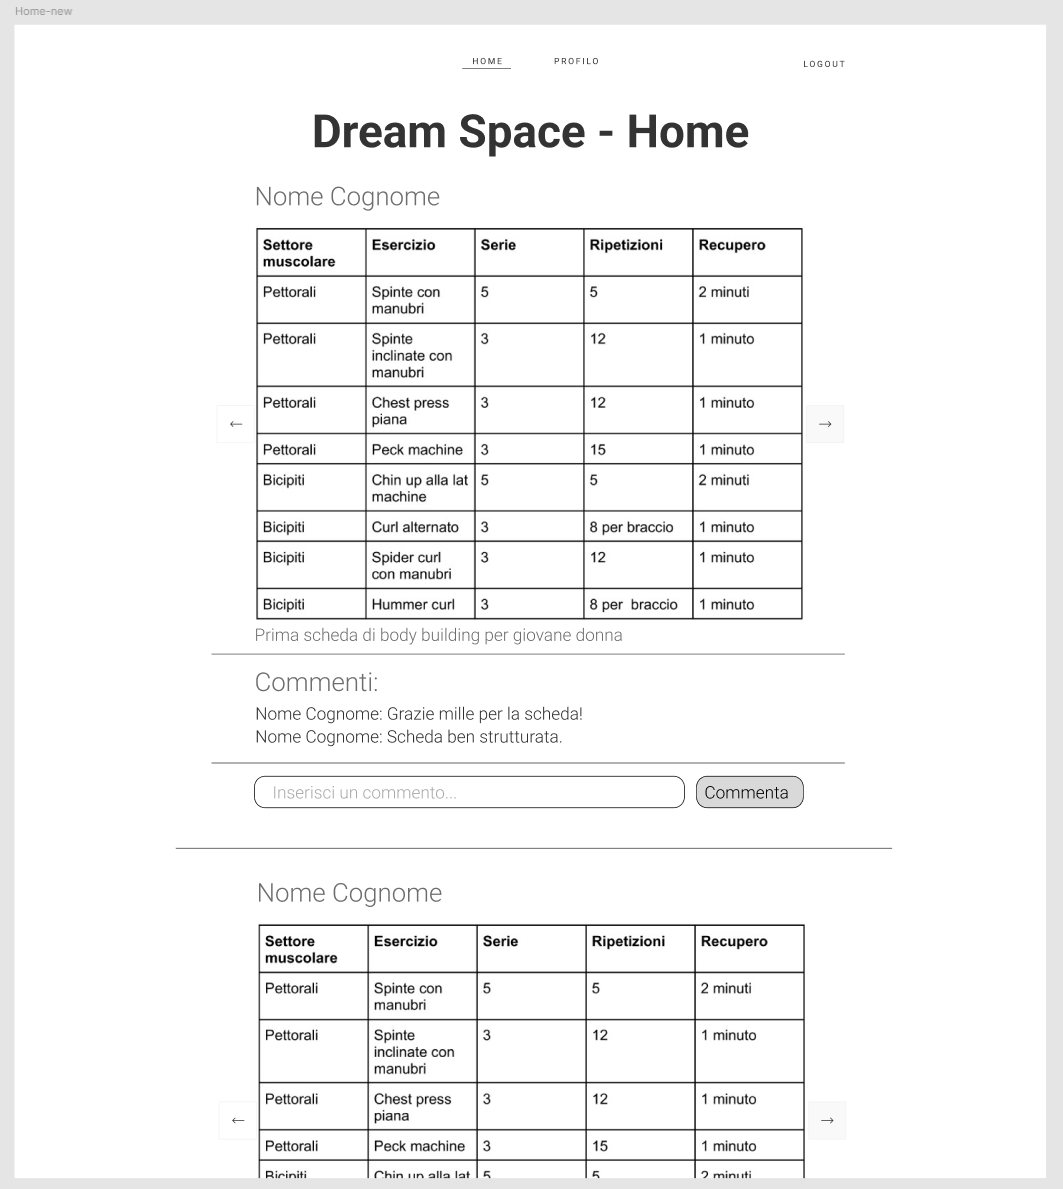 Home-new
HOME PROFILO LOGOUT
Dream Space - Home
Nome Cognome
Settore muscolare Esercizio Serie Ripetizioni Recupero
Pettorali Spinte con manubri 5 5 2 minuti
Pettorali Spinte inclinate con manubri 3 12 1 minuto
Pettorali Chest press piana 3 12 1 minuto
Pettorali Peck machine 3 15 1 minuto
Bicipiti Chin up alla lat machine 5 5 2 minuti
Bicipiti Curl alternato 3 8 per braccio 1 minuto
Bicipiti Spider curl con manubri 3 12 1 minuto
Bicipiti Hummer curl 3 8 per braccio 1 minuto
Prima scheda di body building per giovane donna
Commenti:
Nome Cognome: Grazie mille per la scheda!
Nome Cognome: Scheda ben strutturata.
Inserisci un commento... Commenta
Nome Cognome
Settore muscolare Esercizio Serie Ripetizioni Recupero
Pettorali Spinte con manubri 5 5 2 minuti
Pettorali Spinte inclinate con manubri 3 12 1 minuto
Pettorali Chest press piana 3 12 1 minuto
Pettorali Peck machine 3 15 1 minuto
Bicipiti Chin up alla lat 5 5 2 minuti